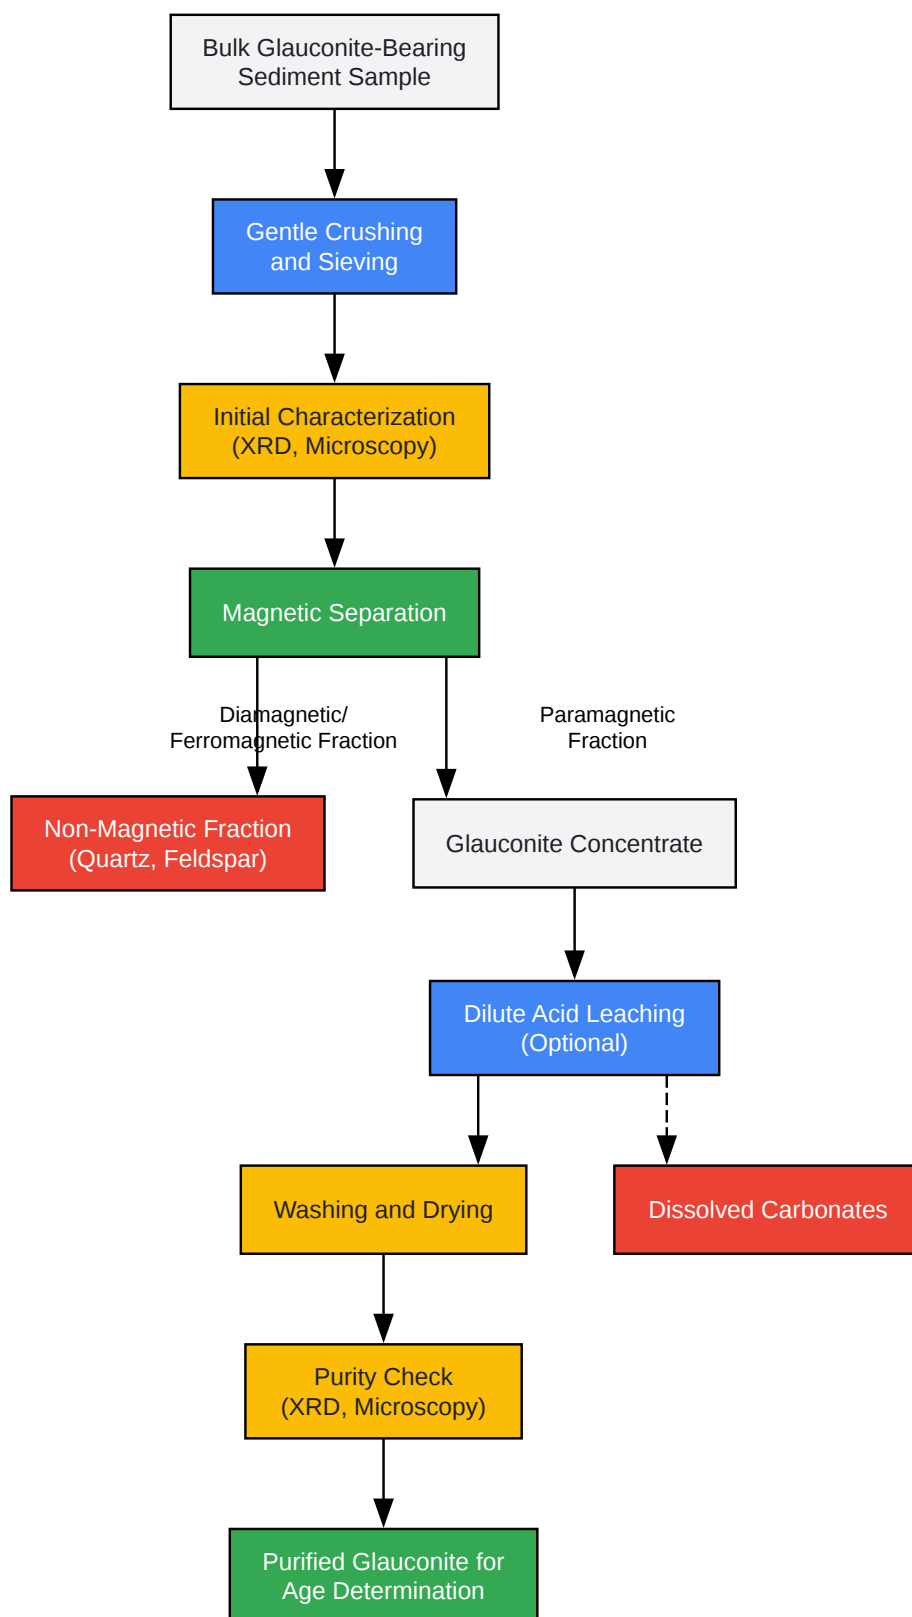 Bulk Glauconite-Bearing
Sediment Sample
Gentle Crushing
and Sieving
Initial Characterization
(XRD, Microscopy)
Magnetic Separation
Diamagnetic/
Ferromagnetic Fraction
Paramagnetic
Fraction
Non-Magnetic Fraction
(Quartz, Feldspar)
Glauconite Concentrate
Dilute Acid Leaching
(Optional)
Washing and Drying
Dissolved Carbonates
Purity Check
(XRD, Microscopy)
Purified Glauconite for
Age Determination